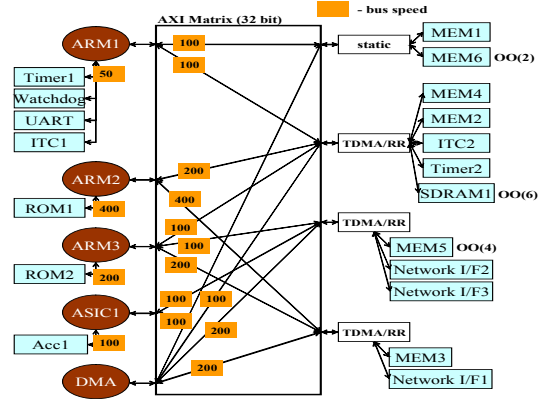 - bus speed
AXI Matrix (32 bit)
ARM1
100
static
MEM1
MEM6 OO(2)
100
50
Timer1
Watchdog
UART
ITC1
MEM4
MEM2
TDMA/RR
ITC2
Timer2
SDRAM1 OO(6)
ARM2
200
400
ROM1
400
100
TDMA/RR
ARM3
100
MEM5 OO(4)
200
Network I/F2
ROM2
200
Network I/F3
ASIC1
100
100
100
200
TDMA/RR
Acc1
100
MEM3
200
DMA
Network I/F1